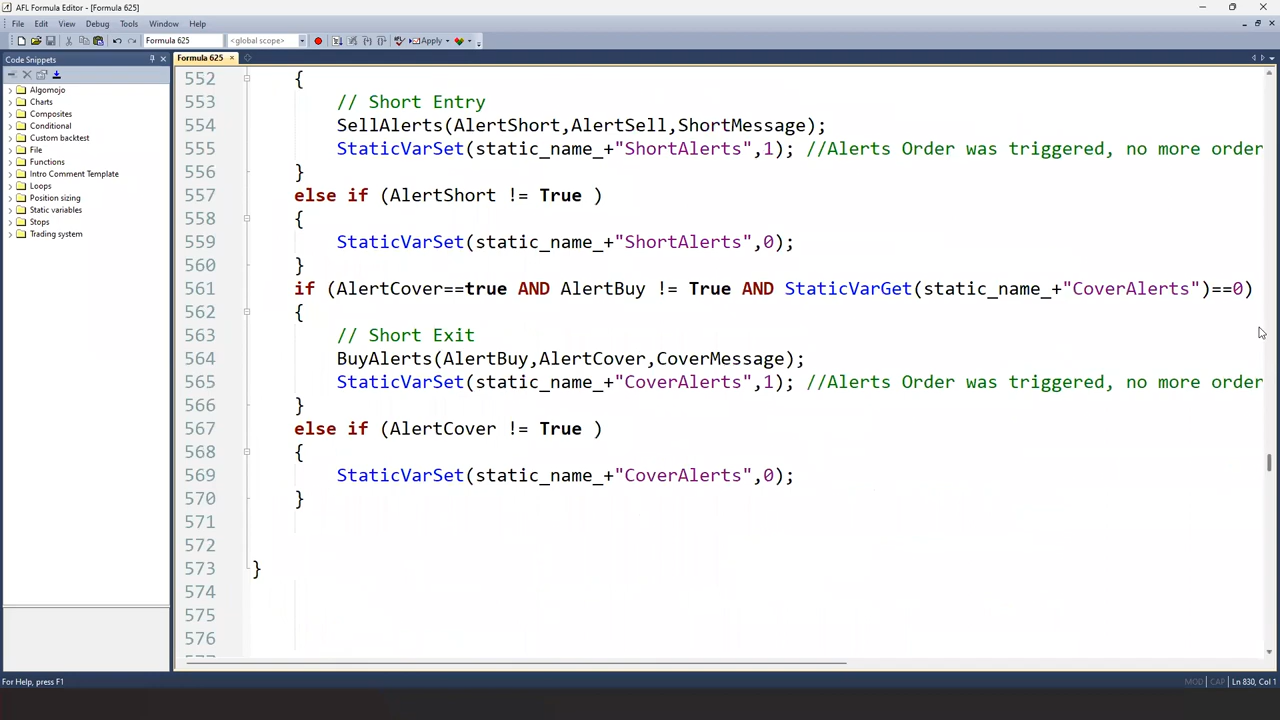 AFL Formula Editor - [Formula 625]
File Edit View Debug Tools Window Help
Formula 625 <global scope> Apply
Code Snippets
Formula 625
Algomojo
Charts
Composites
Conditional
Custom backtest
File
Functions
Intro Comment Template
Loops
Position sizing
Static variables
Stops
Trading system
552 {
553 // Short Entry
554 SellAlerts(AlertShort,AlertSell,ShortMessage);
555 StaticVarSet(static_name_+"ShortAlerts",1); //Alerts Order was triggered, no more order
556 }
557 else if (AlertShort != True )
558 {
559 StaticVarSet(static_name_+"ShortAlerts",0);
560 }
561 if (AlertCover==true AND AlertBuy != True AND StaticVarGet(static_name_+"CoverAlerts")==0)
562 {
563 // Short Exit
564 BuyAlerts(AlertBuy,AlertCover,CoverMessage);
565 StaticVarSet(static_name_+"CoverAlerts",1); //Alerts Order was triggered, no more order
566 }
567 else if (AlertCover != True )
568 {
569 StaticVarSet(static_name_+"CoverAlerts",0);
570 }
571
572
573 }
574
575
576
For Help, press F1
MOD CAP Ln 830, Col 1